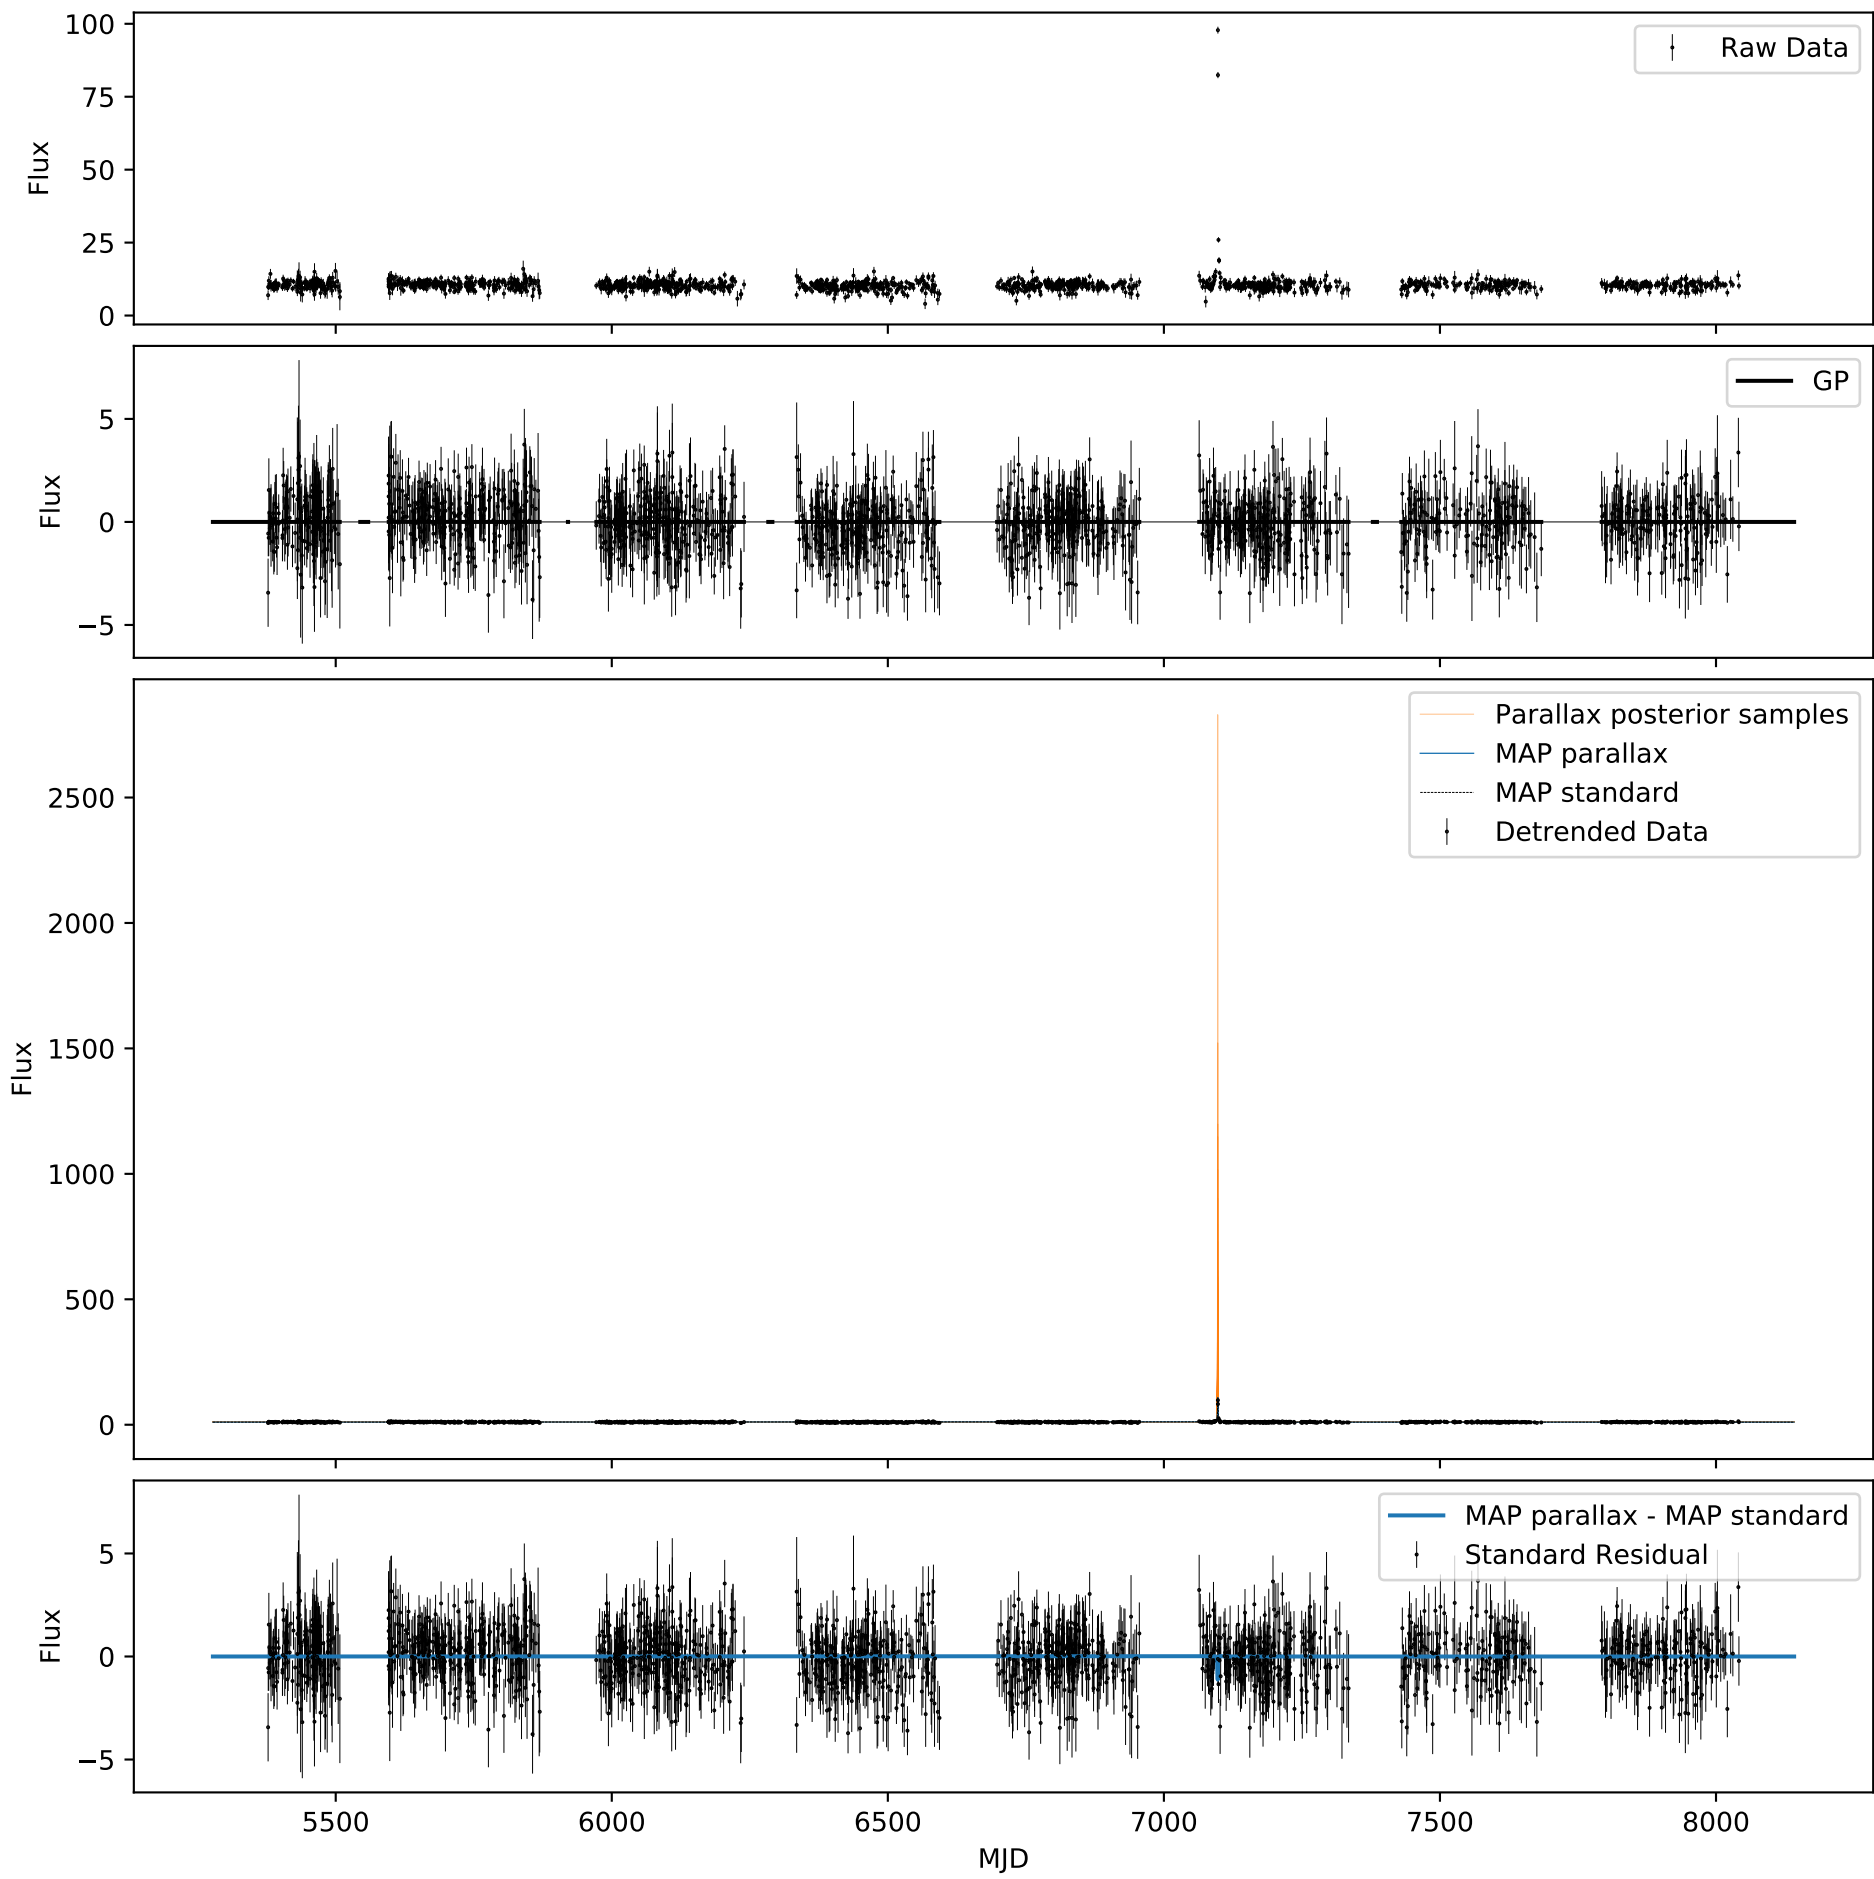 100
75
50
25
0
Flux
Raw Data
5
0
−5
Flux
GP
2500
2000
1500
1000
500
0
Flux
Parallax posterior samples
MAP parallax
MAP standard
Detrended Data
5
0
−5
Flux
MAP parallax - MAP standard
Standard Residual
5500 6000 6500 7000 7500 8000
MJD